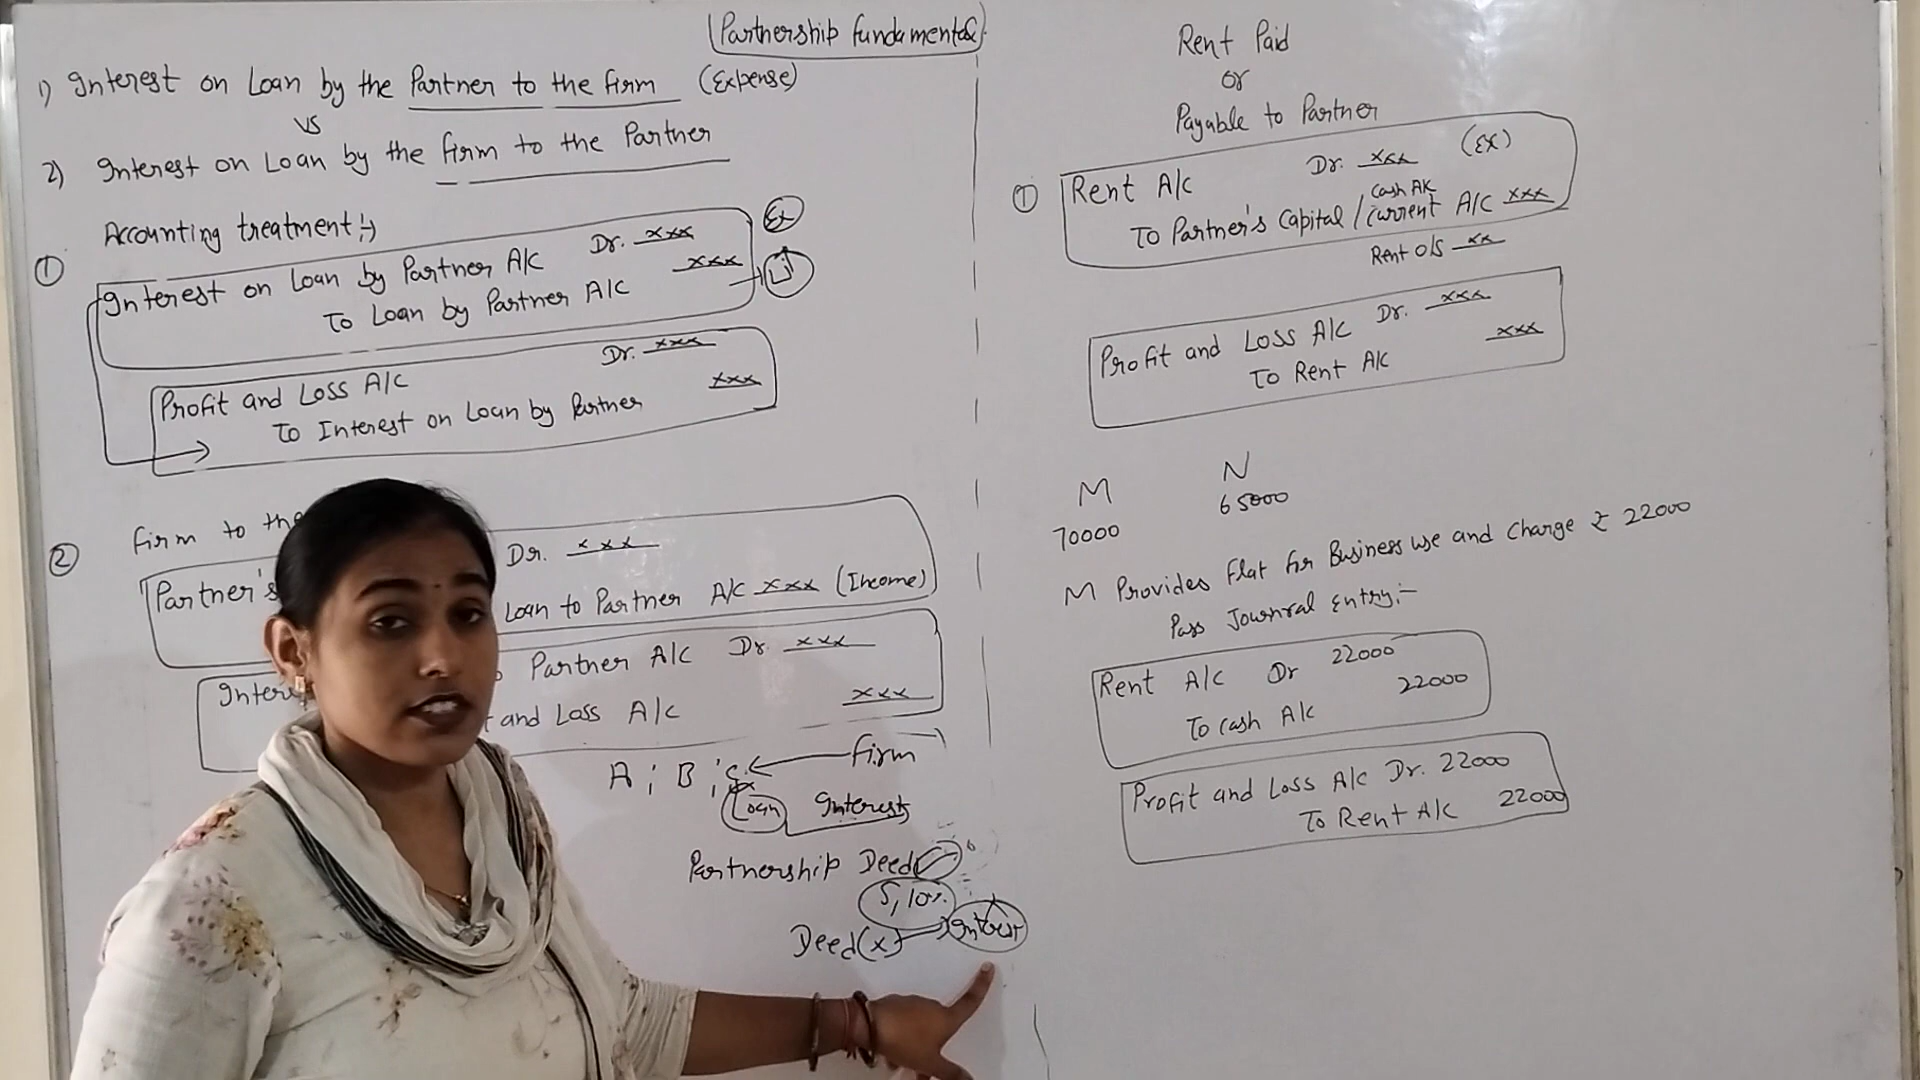 Partnership fundamentals
1) Interest on Loan by the Partner to the firm (Expense)
vs
2) Interest on Loan by the firm to the Partner
Accounting treatment:-)
① Interest on Loan by Partner A/c Dr. xxx (Ex)
To Loan by Partner A/c xxx (L)
Profit and Loss A/c Dr. xxx
To Interest on Loan by Partner xxx
② firm to the
Partner's Dr. xxx
Loan to Partner A/c xxx (Income)
Partner A/c Dr xxx
and Loss A/c xxx
A ; B ; C ← firm
Loan Interest
Partnership Deed
5, 10%
Deed(x) Interest
Rent Paid
or
Payable to Partner
① Rent A/c Dr. xxx (Ex)
Cash A/c
To Partner's Capital / Current A/c xxx
Rent O/S xx
Profit and Loss A/c Dr. xxx
To Rent A/c xxx
M N
70000 65000
M Provides flat for Business use and charge ₹ 22000
Pass Jounral Entry:-
Rent A/c Dr 22000
To cash A/c 22000
Profit and Loss A/c Dr. 22000
To Rent A/c 22000